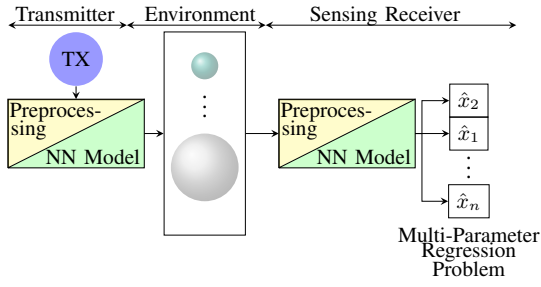 Transmitter
Environment
Sensing Receiver
TX
Preproces-
sing
NN Model
⋮
Preproces-
sing
NN Model
x̂₂
x̂₁
⋮
x̂ₙ
Multi-Parameter
Regression
Problem